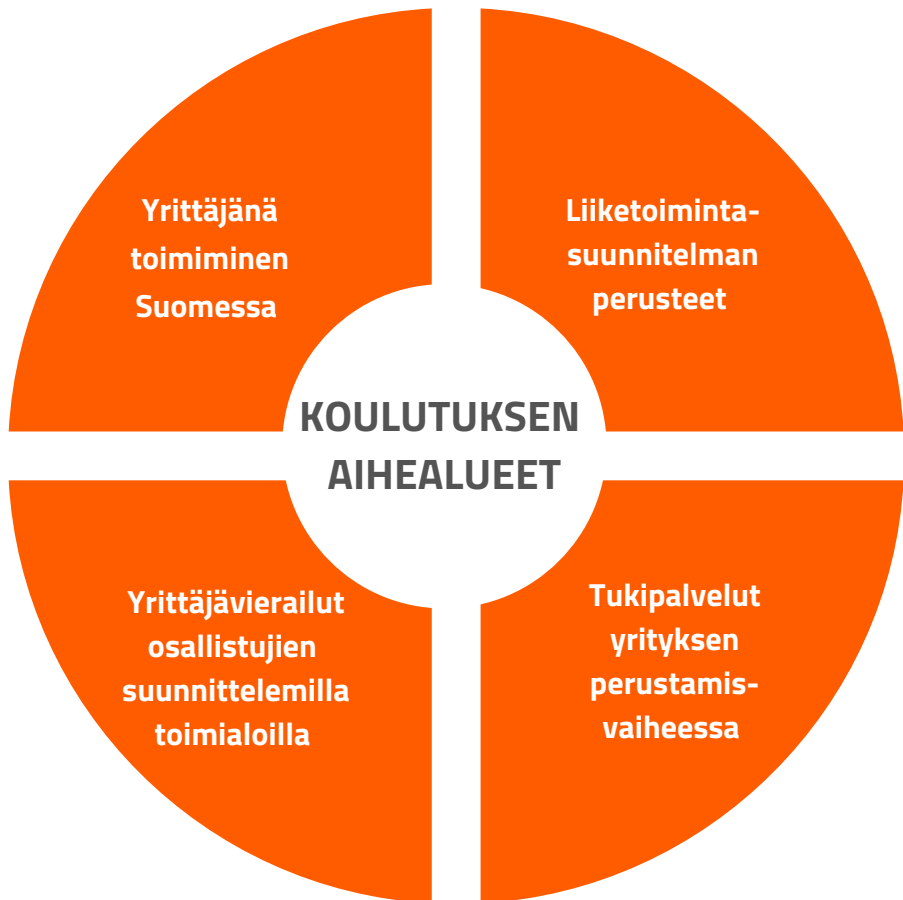 Yrittäjänä
toimiminen
Suomessa
Liiketoiminta-
suunnitelman
perusteet
KOULUTUKSEN
AIHEALUEET
Yrittäjävierailut
osallistujien
suunnittelemilla
toimialoilla
Tukipalvelut
yrityksen
perustamis-
vaiheessa